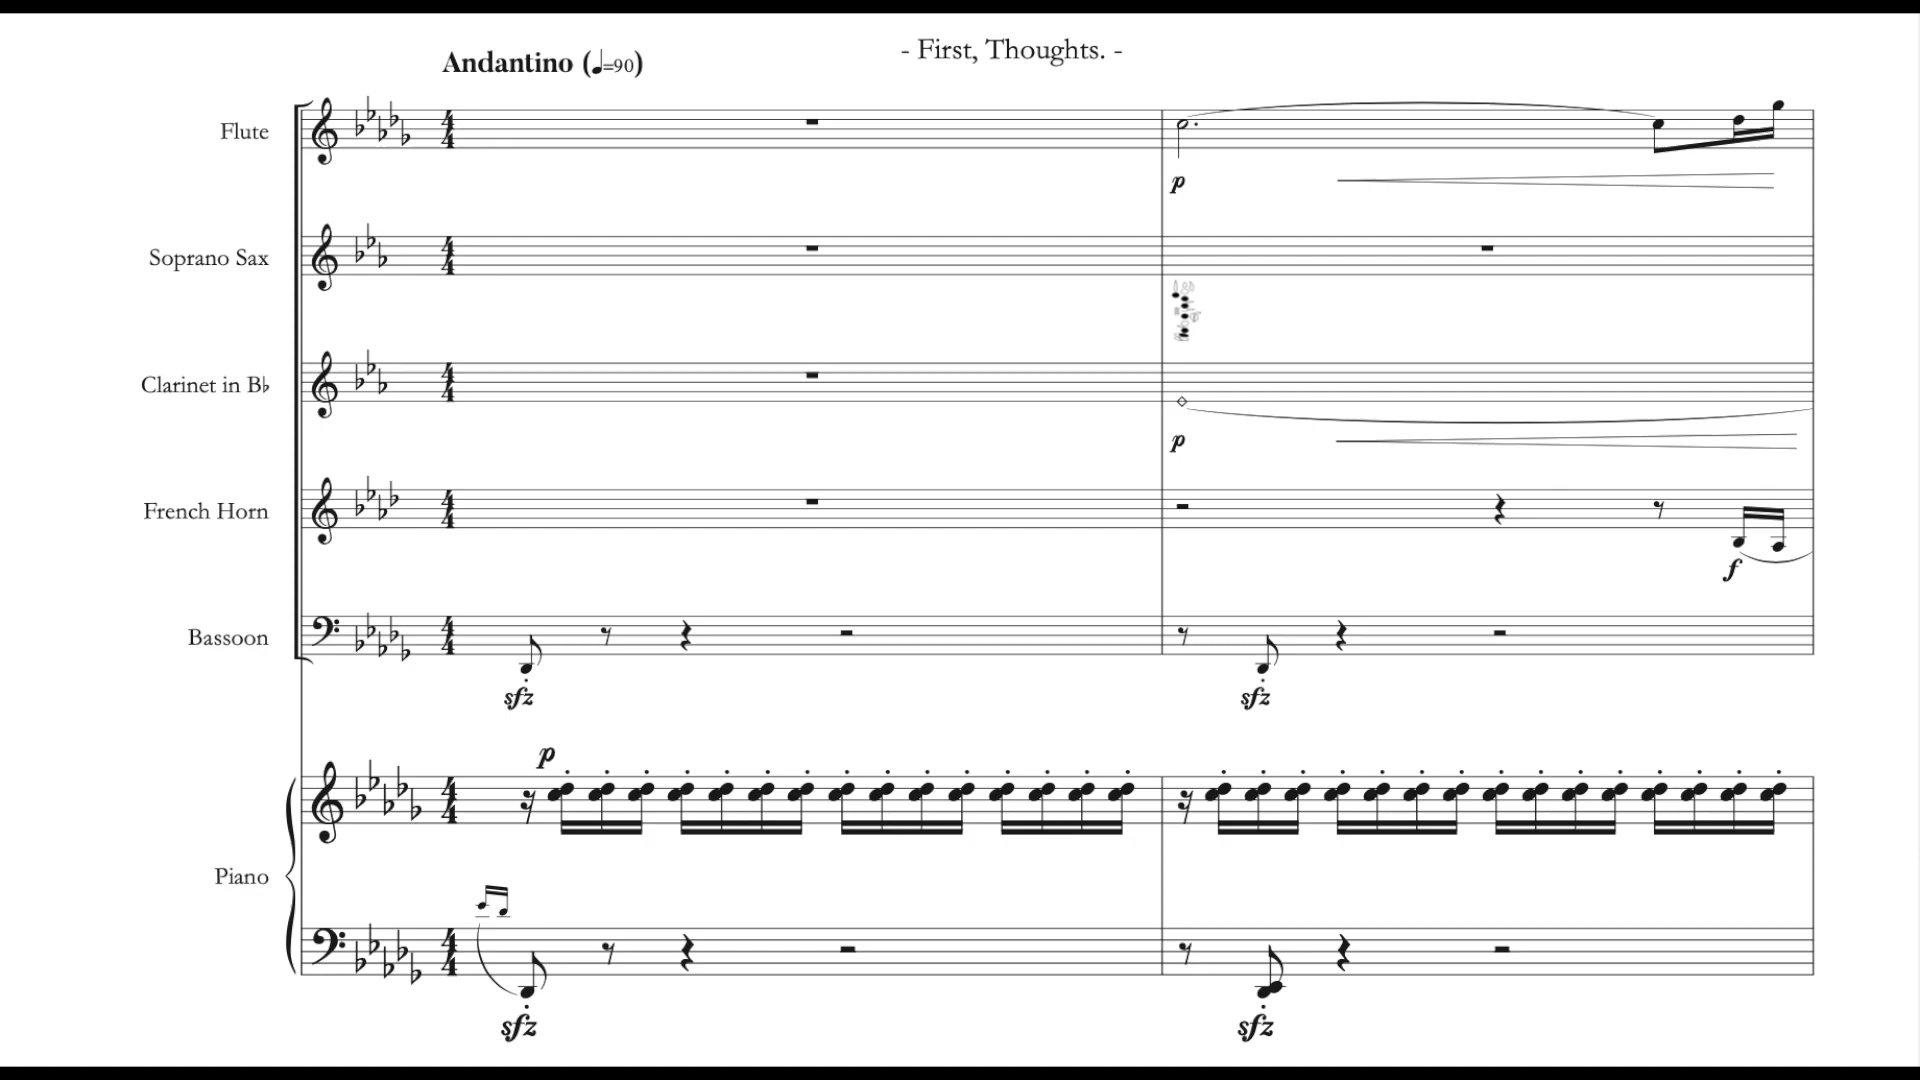 - First, Thoughts. -
Andantino (♩=90)
Flute
p
Soprano Sax
Clarinet in B♭
p
French Horn
f
Bassoon
sfz sfz
p
Piano
sfz sfz